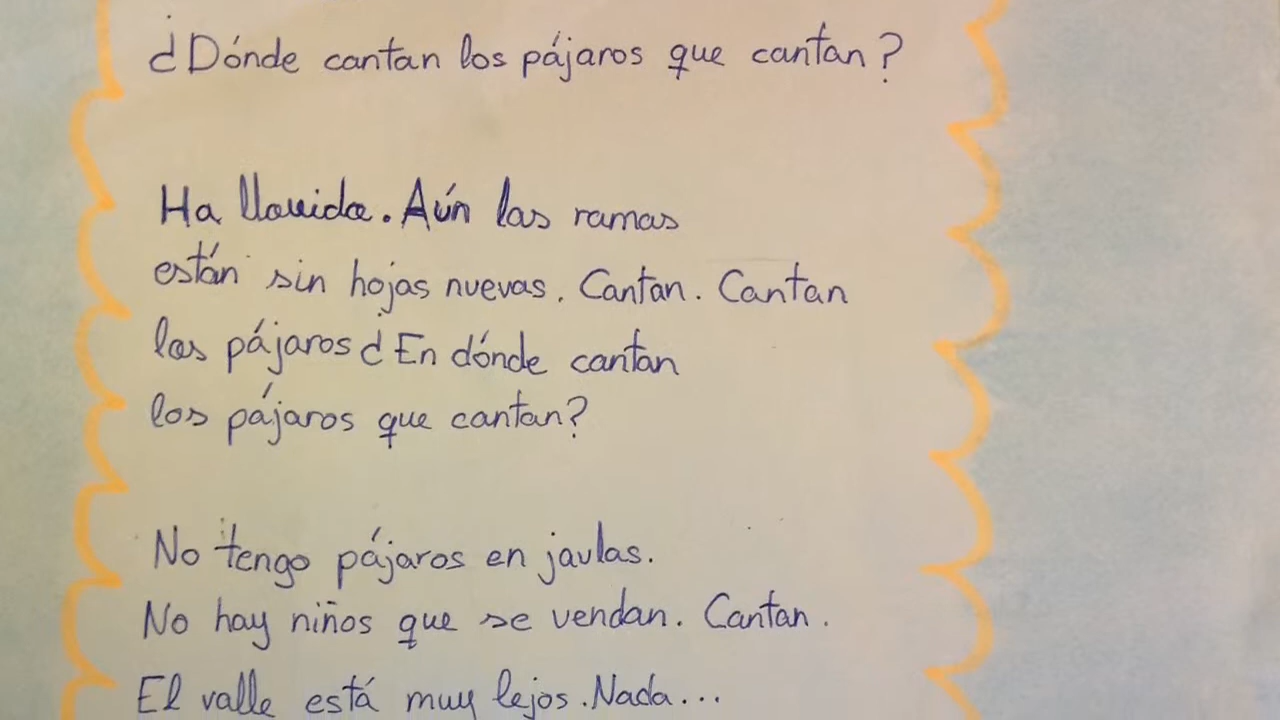 ¿Dónde cantan los pájaros que cantan?
Ha llovido. Aún las ramas
están sin hojas nuevas. Cantan. Cantan
los pájaros ¿En dónde cantan
los pájaros que cantan?
No tengo pájaros en jaulas.
No hay niños que se vendan. Cantan.
El valle está muy lejos. Nada...